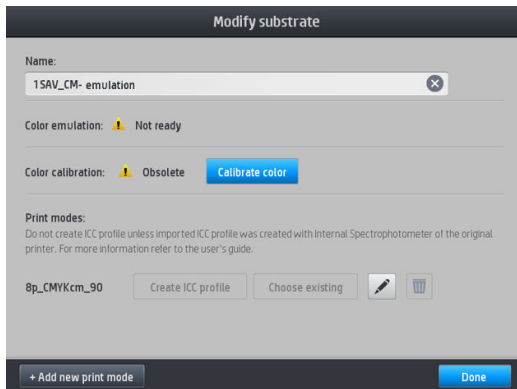 Modify substrate
Name:
1SAV_CM- emulation
Color emulation: Not ready
Color calibration: Obsolete Calibrate color
Print modes:
Do not create ICC profile unless imported ICC profile was created with Internal Spectrophotometer of the original
printer. For more information refer to the user's guide.
8p_CMYKcm_90 Create ICC profile Choose existing
+ Add new print mode Done